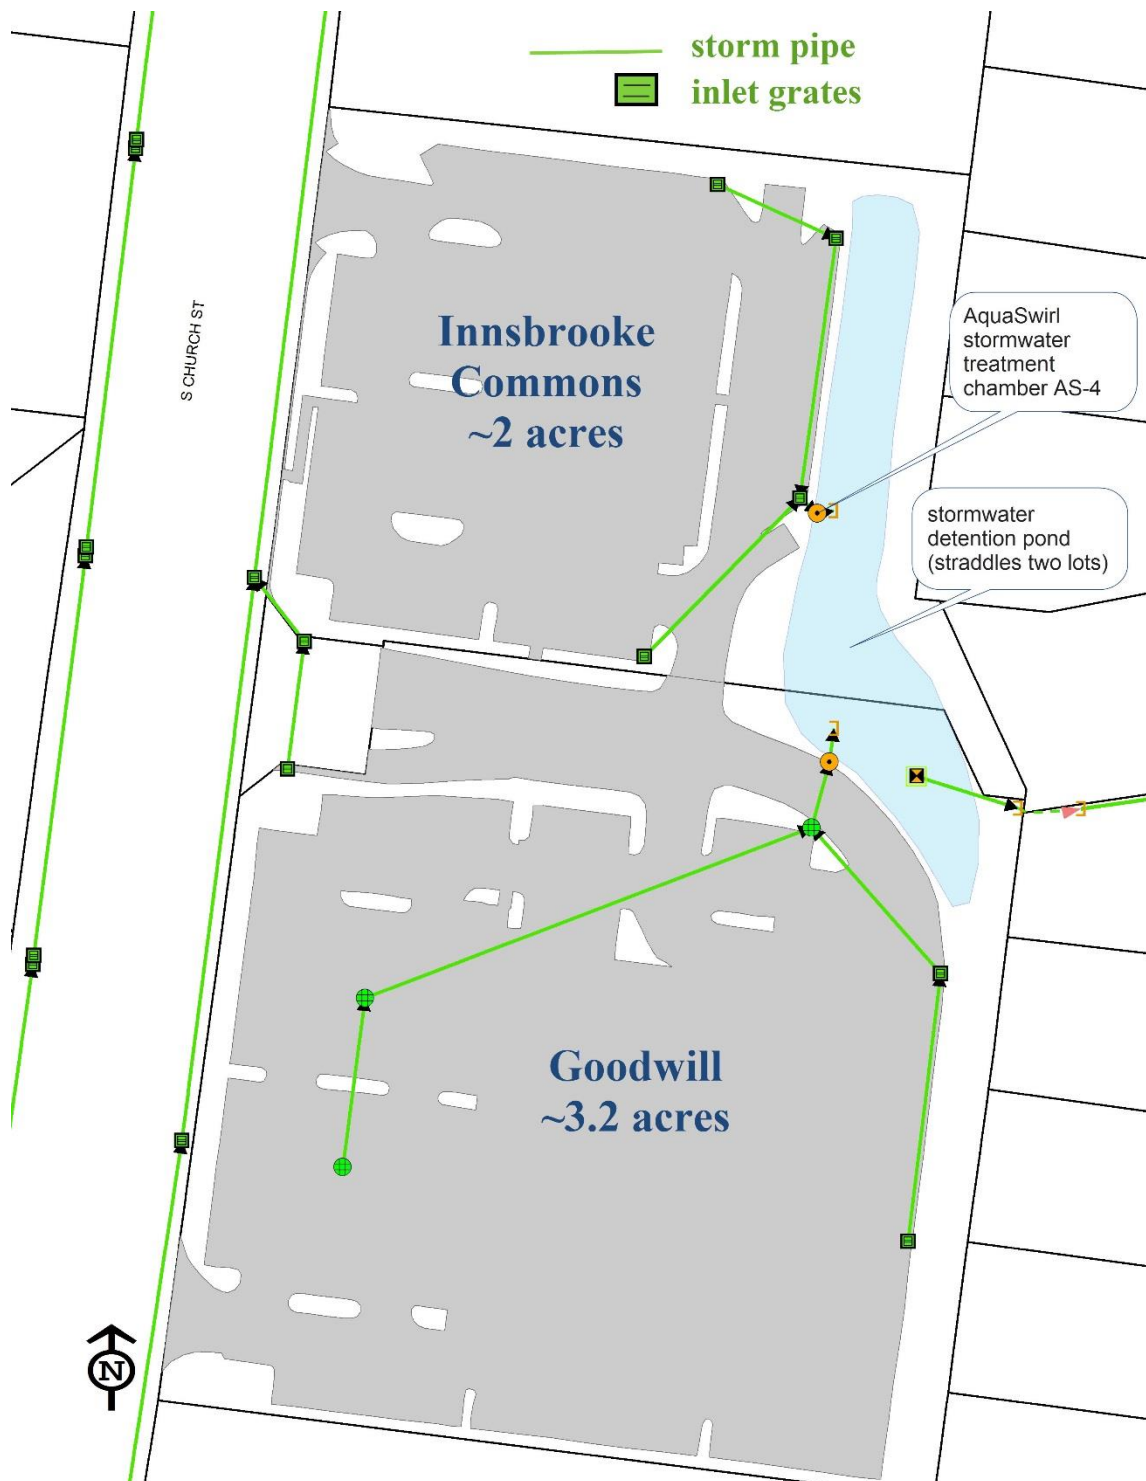 storm pipe
inlet grates
S CHURCH ST
Innsbrooke
Commons
~2 acres
AquaSwirl
stormwater
treatment
chamber AS-4
stormwater
detention pond
(straddles two lots)
Goodwill
~3.2 acres
N